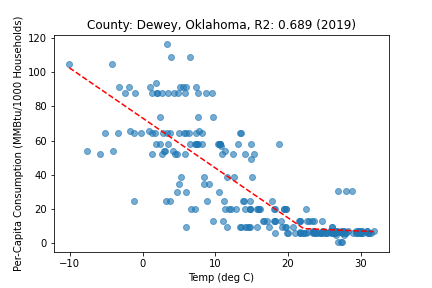 County: Dewey, Oklahoma, R2: 0.689 (2019)
Per-Capita Consumption (MMBtu/1000 Households)
120
100
80
60
40
20
0
−10 0 10 20 30
Temp (deg C)